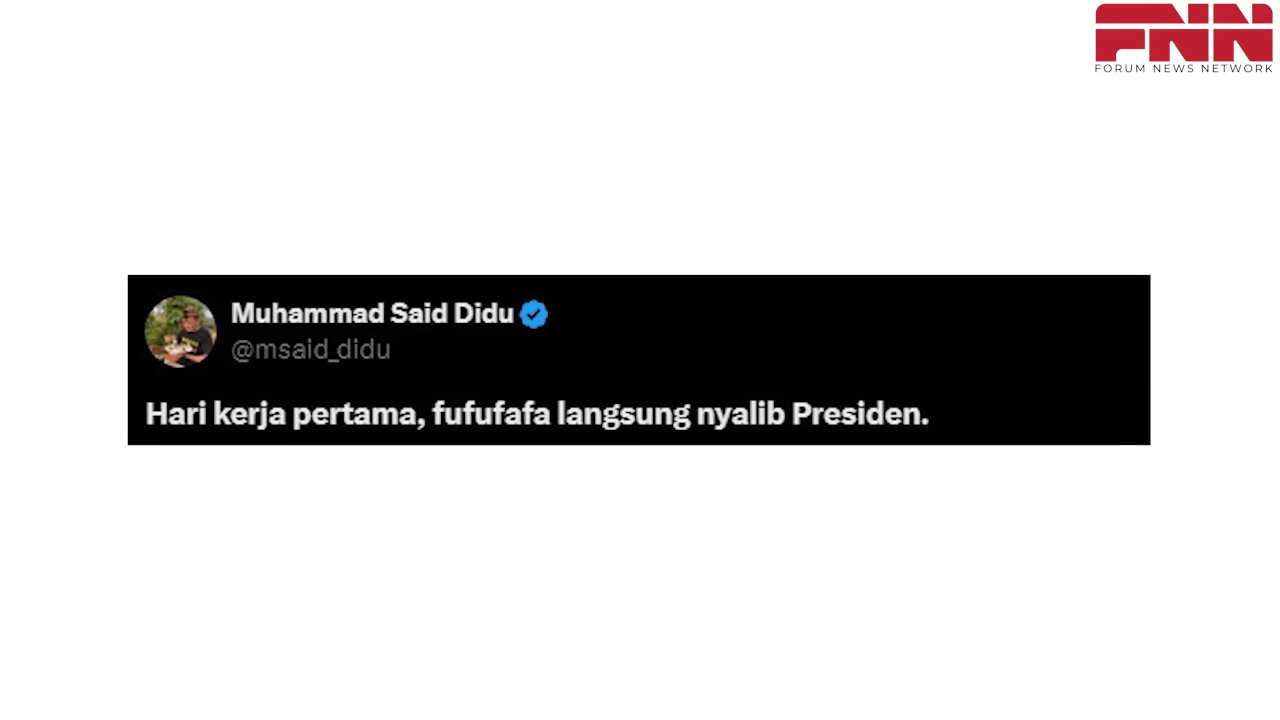 FNN
FORUM NEWS NETWORK
Muhammad Said Didu
@msaid_didu
Hari kerja pertama, fufufafa langsung nyalib Presiden.